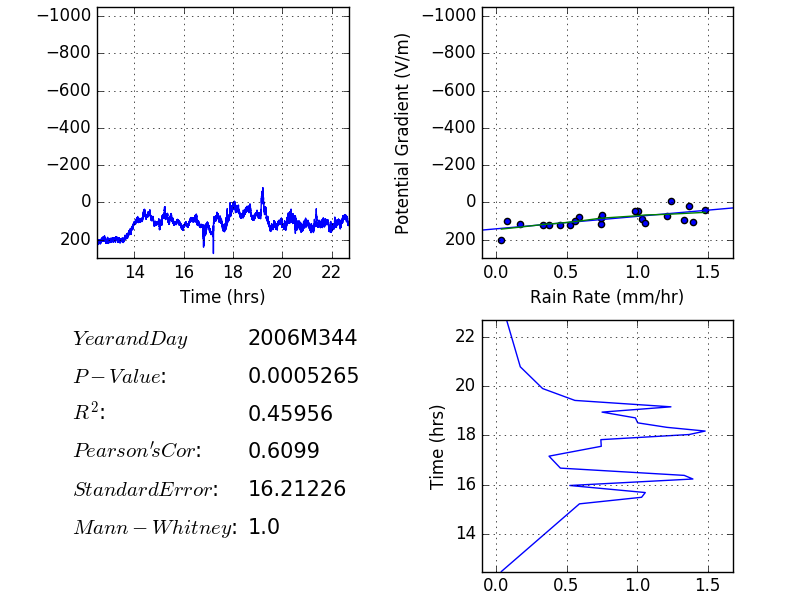 −1000
−800
−600
−400
−200
0
200
14 16 18 20 22
Time (hrs)
Potential Gradient (V/m)
−1000
−800
−600
−400
−200
0
200
0.0 0.5 1.0 1.5
Rain Rate (mm/hr)
YearandDay 2006M344
P−Value: 0.0005265
R²: 0.45956
Pearson'sCor: 0.6099
StandardError: 16.21226
Mann−Whitney: 1.0
Time (hrs)
22
20
18
16
14
0.0 0.5 1.0 1.5